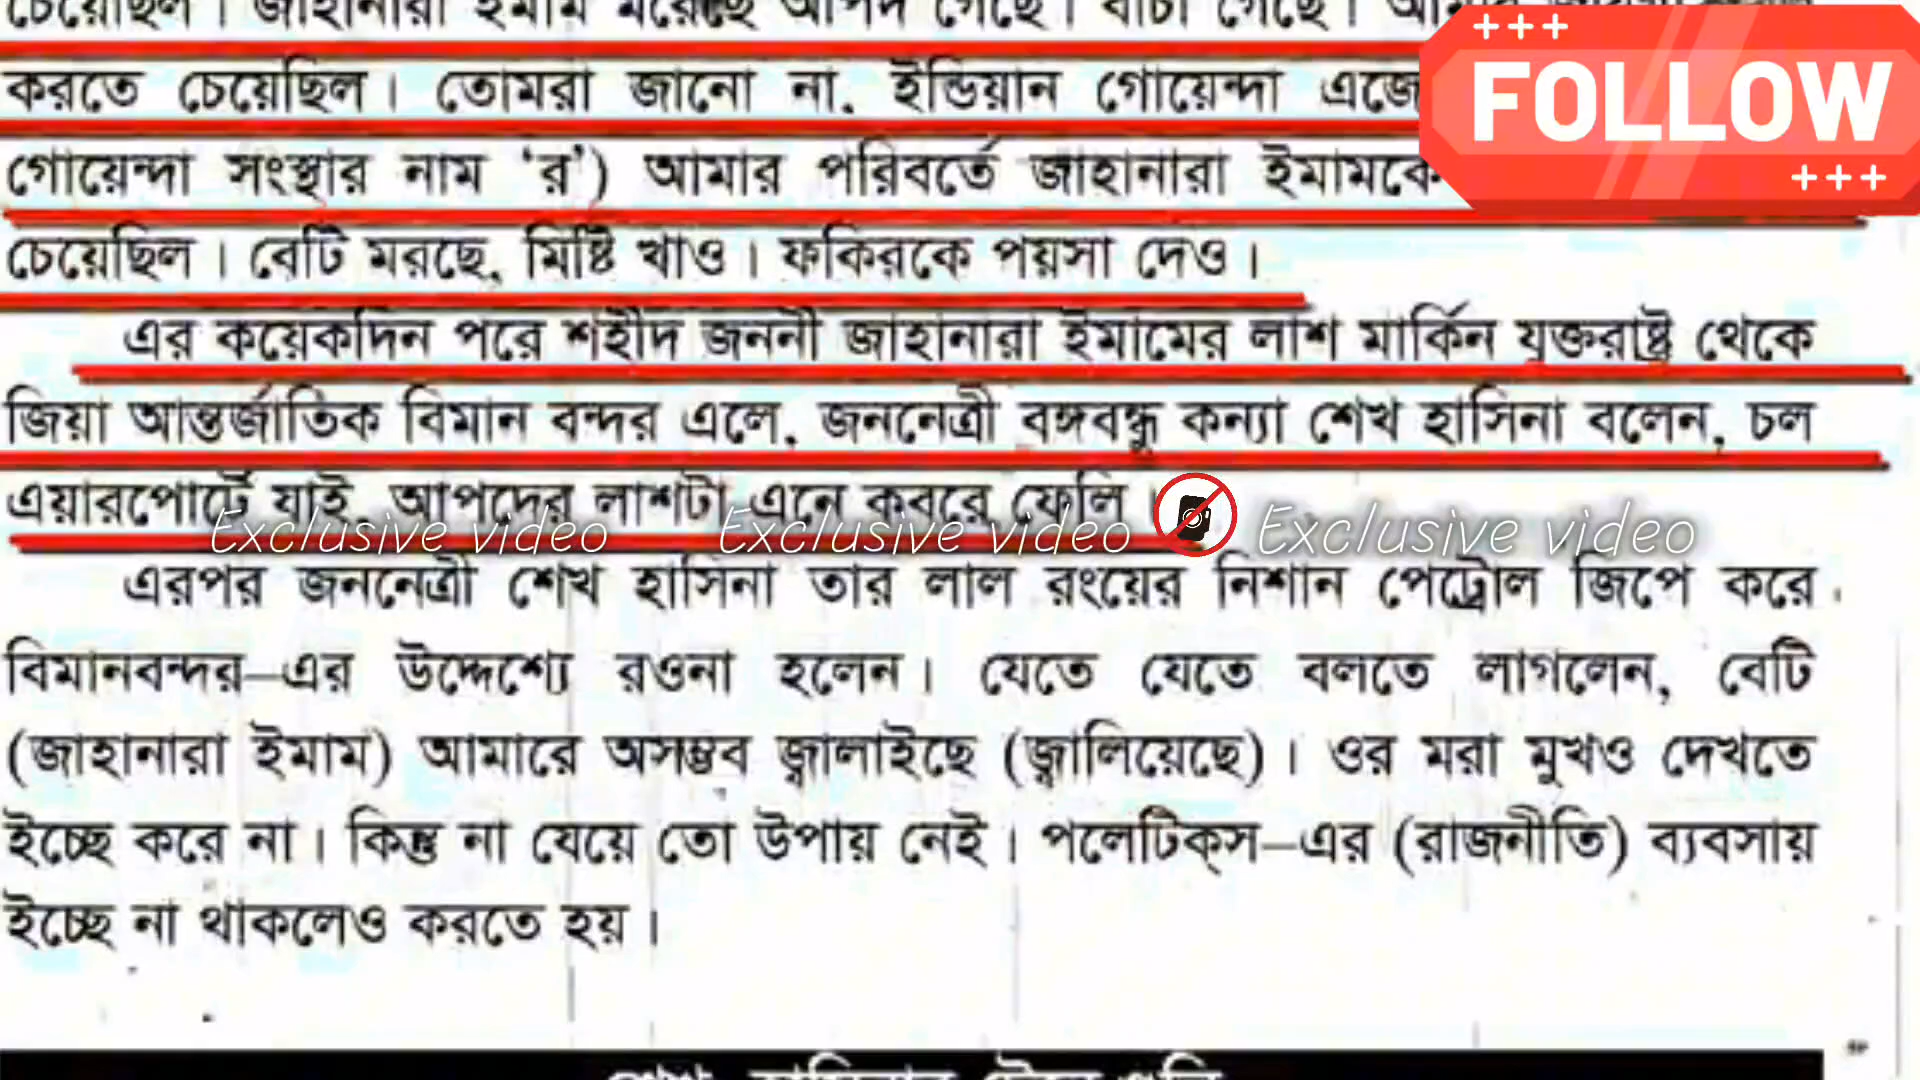 চেয়েছিল। জাহানারা ইমাম মরেছে আপদ গেছে। বাঁচা গেছে।
করতে চেয়েছিল। তোমরা জানো না, ইন্ডিয়ান গোয়েন্দা
গোয়েন্দা সংস্থার নাম ‘র’) আমার পরিবর্তে জাহানারা ইমামকে
চেয়েছিল। বেটি মরছে, মিষ্টি খাও। ফকিরকে পয়সা দেও।
এর কয়েকদিন পরে শহীদ জননী জাহানারা ইমামের লাশ মার্কিন যুক্তরাষ্ট্র থেকে
জিয়া আন্তর্জাতিক বিমান বন্দর এলে, জননেত্রী বঙ্গবন্ধু কন্যা শেখ হাসিনা বলেন, চল
এয়ারপোর্টে যাই, আপদের লাশটা এনে কবরে ফেলি।
এরপর জননেত্রী শেখ হাসিনা তার লাল রংয়ের নিশান পেট্রোল জিপে করে
বিমানবন্দর–এর উদ্দেশ্যে রওনা হলেন। যেতে যেতে বলতে লাগলেন, বেটি
(জাহানারা ইমাম) আমারে অসম্ভব জ্বালাইছে (জ্বালিয়েছে)। ওর মরা মুখও দেখতে
ইচ্ছে করে না। কিন্তু না যেয়ে তো উপায় নেই। পলেটিক্স–এর (রাজনীতি) ব্যবসায়
ইচ্ছে না থাকলেও করতে হয়।
+++
FOLLOW
+++
Exclusive video Exclusive video Exclusive video